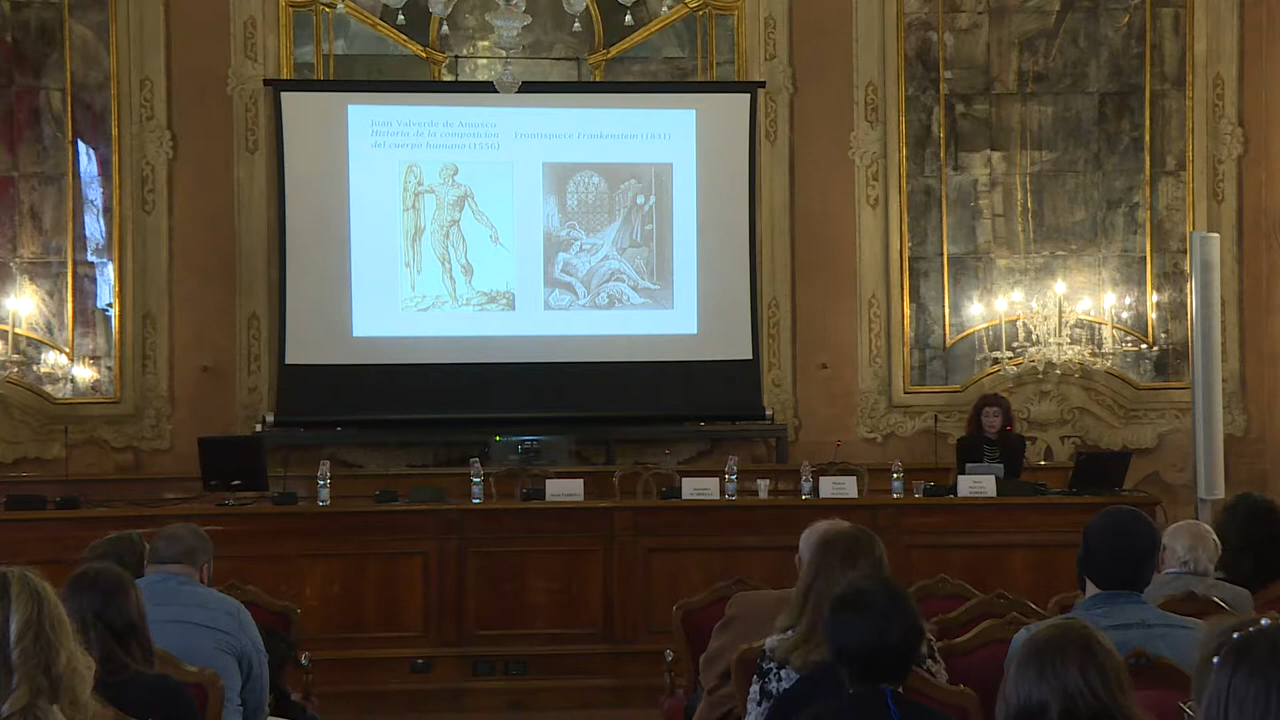 Juan Valverde de Amusco
Historia de la composicion
del cuerpo humano (1556)
Frontispiece Frankenstein (1831)